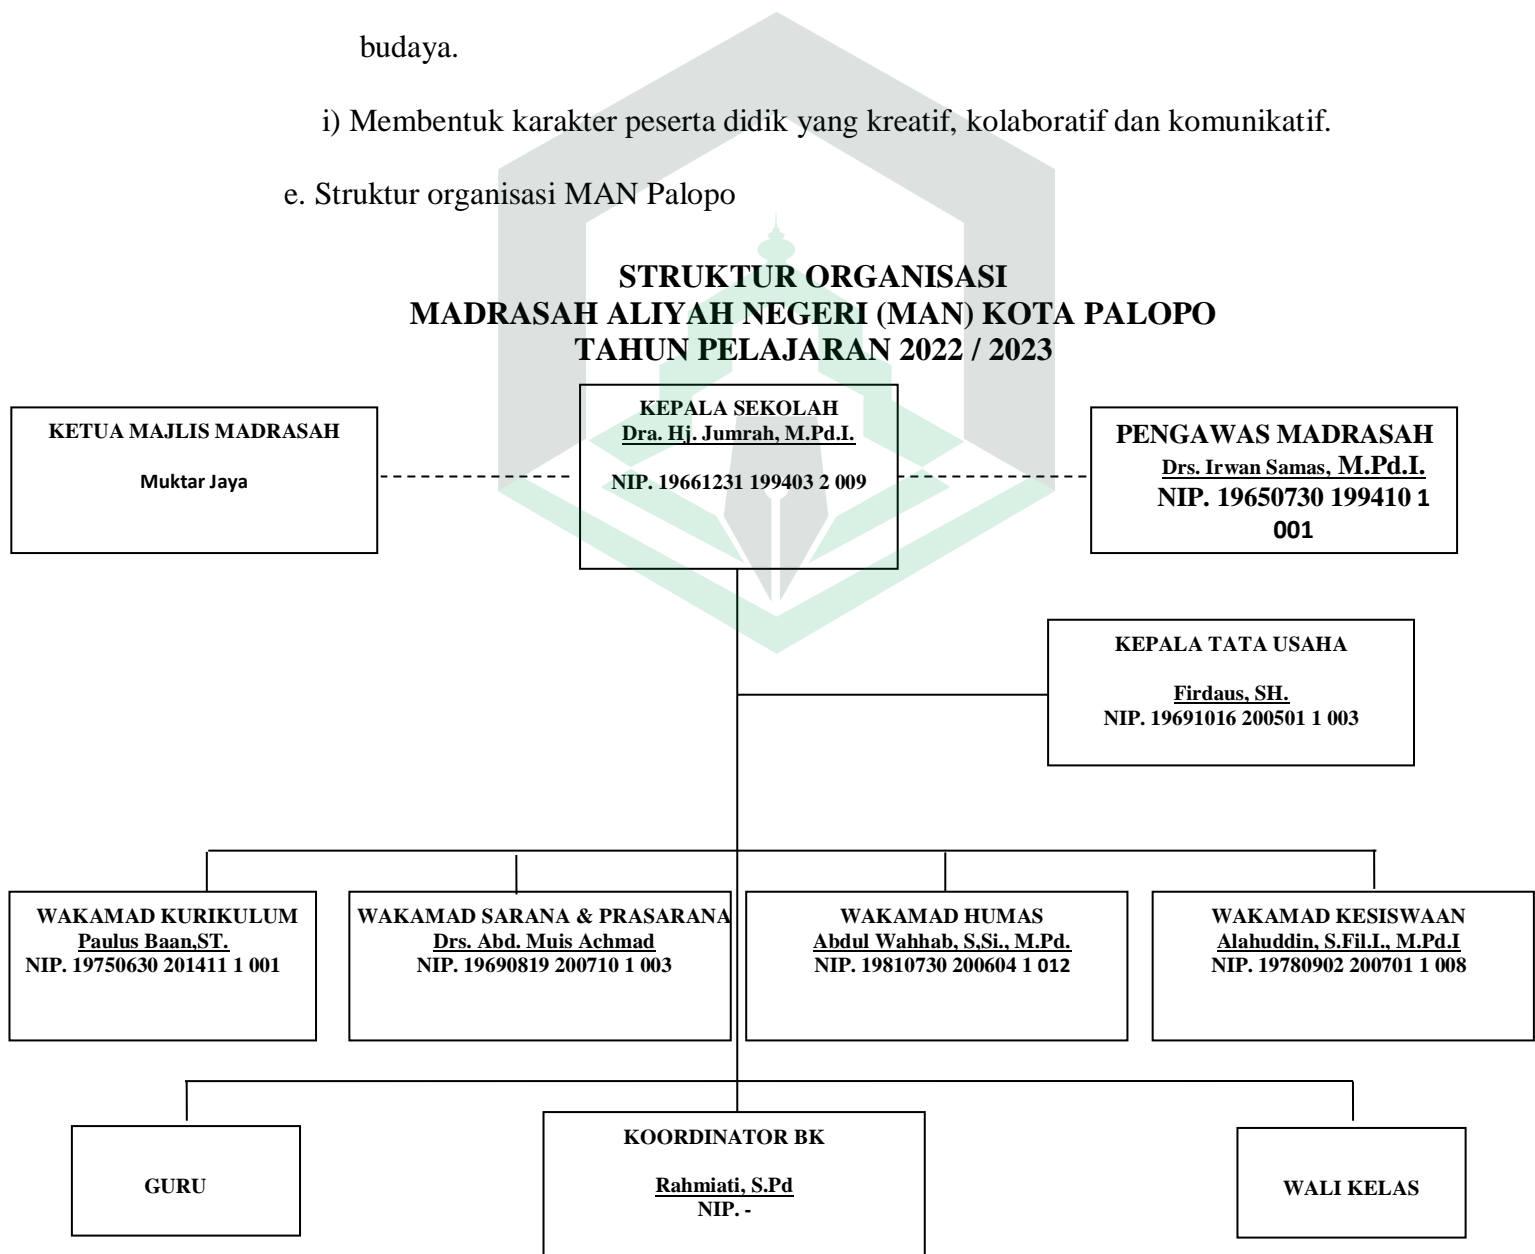 budaya.
i) Membentuk karakter peserta didik yang kreatif, kolaboratif dan komunikatif.
e. Struktur organisasi MAN Palopo
STRUKTUR ORGANISASI
MADRASAH ALIYAH NEGERI (MAN) KOTA PALOPO
TAHUN PELAJARAN 2022 / 2023
KETUA MAJLIS MADRASAH
Muktar Jaya
KEPALA SEKOLAH
Dra. Hj. Jumrah, M.Pd.I.
NIP. 19661231 199403 2 009
PENGAWAS MADRASAH
Drs. Irwan Samas, M.Pd.I.
NIP. 19650730 199410 1
001
KEPALA TATA USAHA
Firdaus, SH.
NIP. 19691016 200501 1 003
WAKAMAD KURIKULUM
Paulus Baan,ST.
NIP. 19750630 201411 1 001
WAKAMAD SARANA & PRASARANA
Drs. Abd. Muis Achmad
NIP. 19690819 200710 1 003
WAKAMAD HUMAS
Abdul Wahhab, S,Si., M.Pd.
NIP. 19810730 200604 1 012
WAKAMAD KESISWAAN
Alahuddin, S.Fil.I., M.Pd.I
NIP. 19780902 200701 1 008
GURU
KOORDINATOR BK
Rahmiati, S.Pd
NIP. -
WALI KELAS